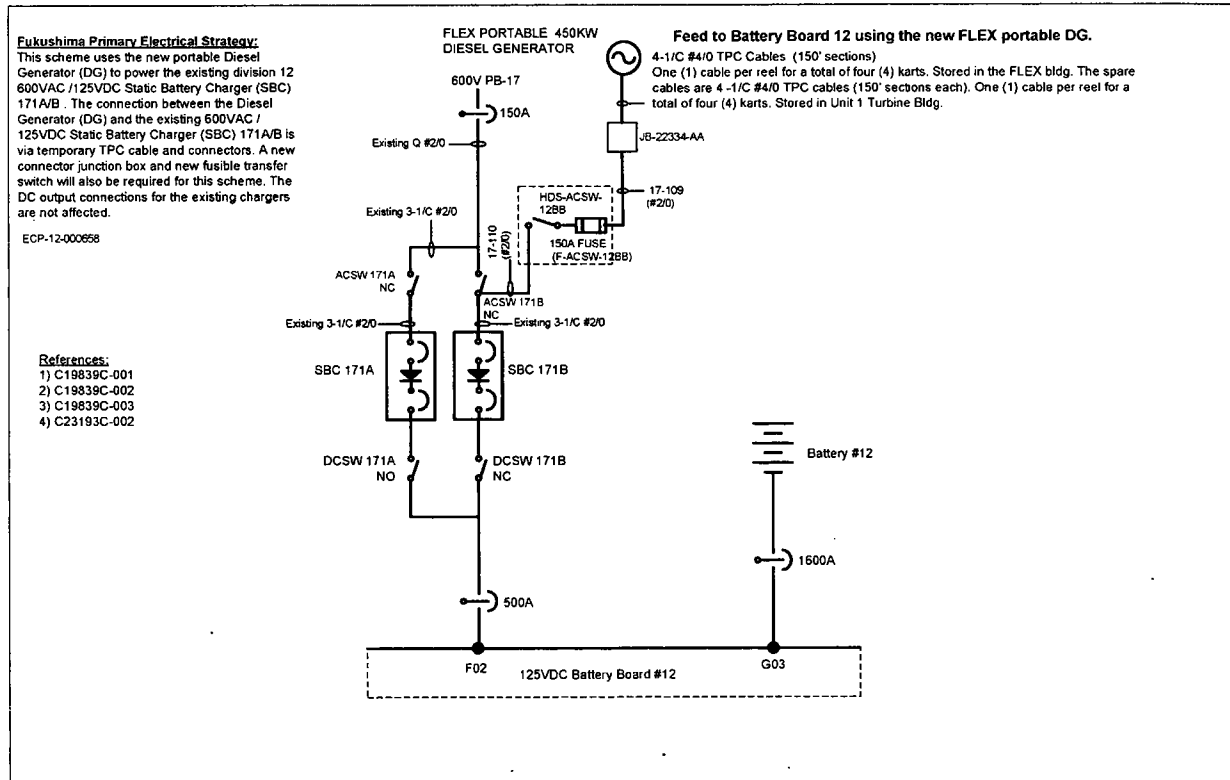 Fukushima Primary Electrical Strategy:
This scheme uses the new portable Diesel
Generator (DG) to power the existing division 12
600VAC /125VDC Static Battery Charger (SBC)
171A/B . The connection between the Diesel
Generator (DG) and the existing 600VAC /
125VDC Static Battery Charger (SBC) 171A/B is
via temporary TPC cable and connectors. A new
connector junction box and new fusible transfer
switch will also be required for this scheme. The
DC output connections for the existing chargers
are not affected.
ECP-12-000658
References:
1) C19839C-001
2) C19839C-002
3) C19839C-003
4) C23193C-002
FLEX PORTABLE 450KW
DIESEL GENERATOR
600V PB-17
150A
Existing Q #2/0
Feed to Battery Board 12 using the new FLEX portable DG.
4-1/C #4/0 TPC Cables (150' sections)
One (1) cable per reel for a total of four (4) karts. Stored in the FLEX bldg. The spare
cables are 4 -1/C #4/0 TPC cables (150' sections each). One (1) cable per reel for a
total of four (4) karts. Stored in Unit 1 Turbine Bldg.
JB-22334-AA
17-109
(#2/0)
HDS-ACSW-
12BB
150A FUSE
(F-ACSW-12BB)
Existing 3-1/C #2/0
17-110
(#2/0)
ACSW 171A
NC
ACSW 171B
NC
Existing 3-1/C #2/0
Existing 3-1/C #2/0
SBC 171A
SBC 171B
DCSW 171A
NO
DCSW 171B
NC
Battery #12
1600A
500A
F02
G03
125VDC Battery Board #12